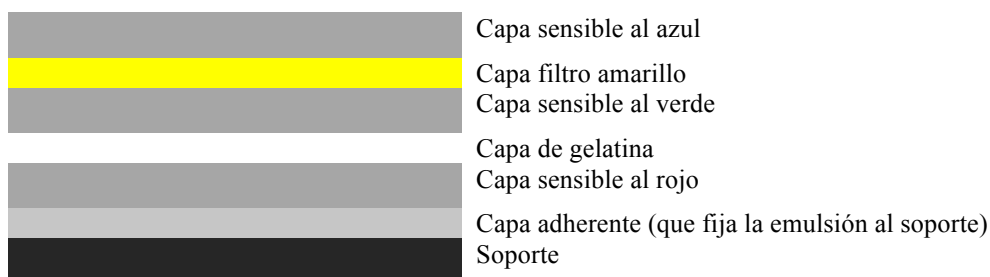 Capa sensible al azul
Capa filtro amarillo
Capa sensible al verde
Capa de gelatina
Capa sensible al rojo
Capa adherente (que fija la emulsión al soporte)
Soporte